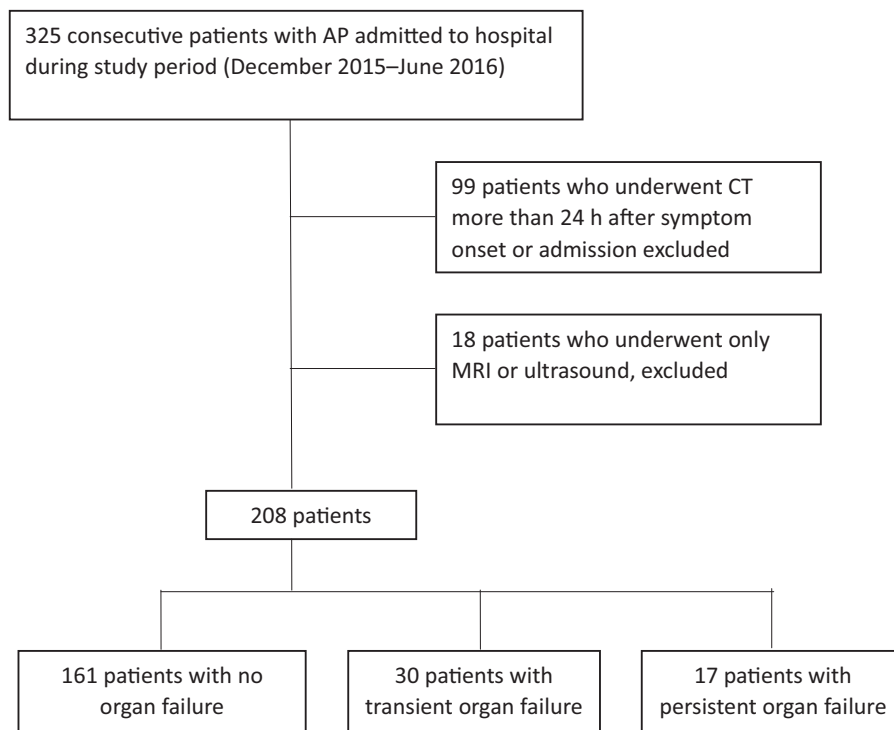 325 consecutive patients with AP admitted to hospital
during study period (December 2015–June 2016)
99 patients who underwent CT
more than 24 h after symptom
onset or admission excluded
18 patients who underwent only
MRI or ultrasound, excluded
208 patients
161 patients with no
organ failure
30 patients with
transient organ failure
17 patients with
persistent organ failure